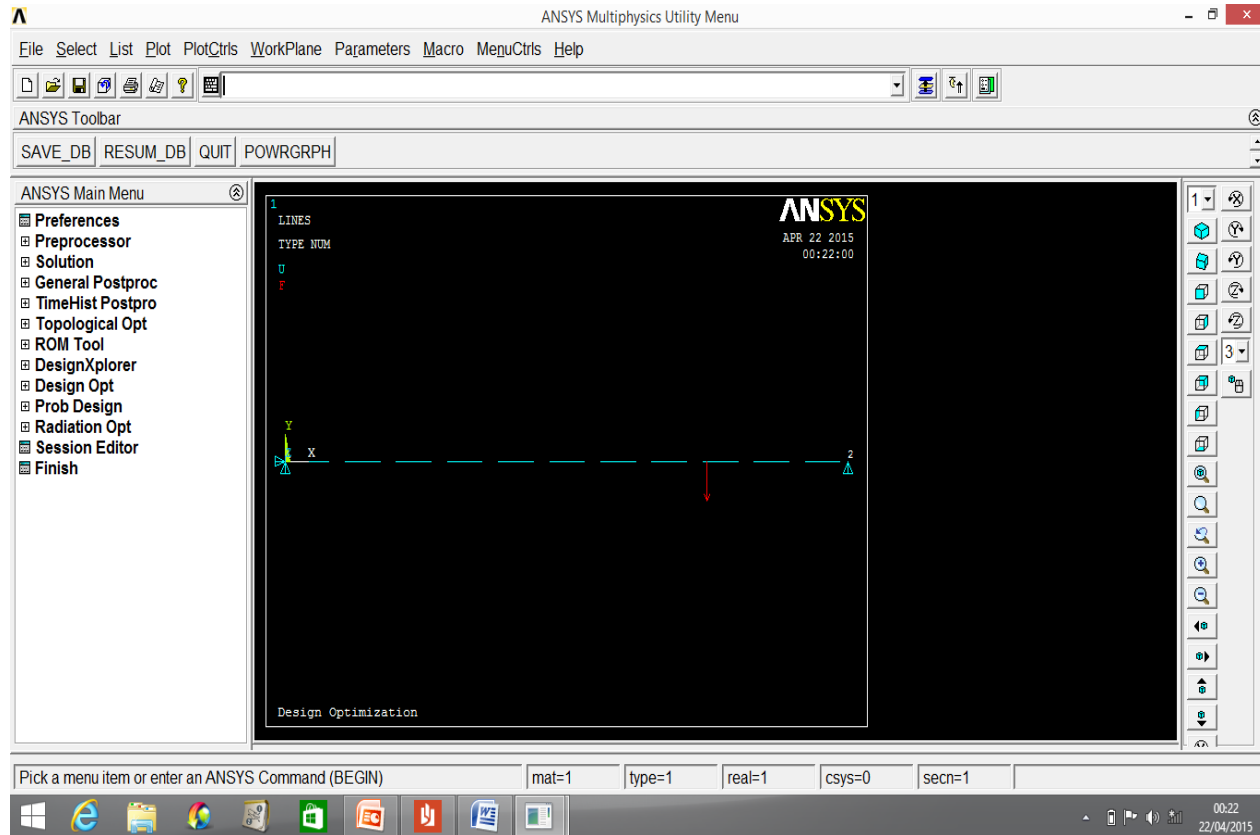 ANSYS Multiphysics Utility Menu
File Select List Plot PlotCtrls WorkPlane Parameters Macro MenuCtrls Help
ANSYS Toolbar
SAVE_DB RESUM_DB QUIT POWRGRPH
ANSYS Main Menu
Preferences
Preprocessor
Solution
General Postproc
TimeHist Postpro
Topological Opt
ROM Tool
DesignXplorer
Design Opt
Prob Design
Radiation Opt
Session Editor
Finish
1
LINES
TYPE NUM
U
F
ANSYS
APR 22 2015
00:22:00
Y
X
2
Design Optimization
1
3
Pick a menu item or enter an ANSYS Command (BEGIN) mat=1 type=1 real=1 csys=0 secn=1
00:22
22/04/2015